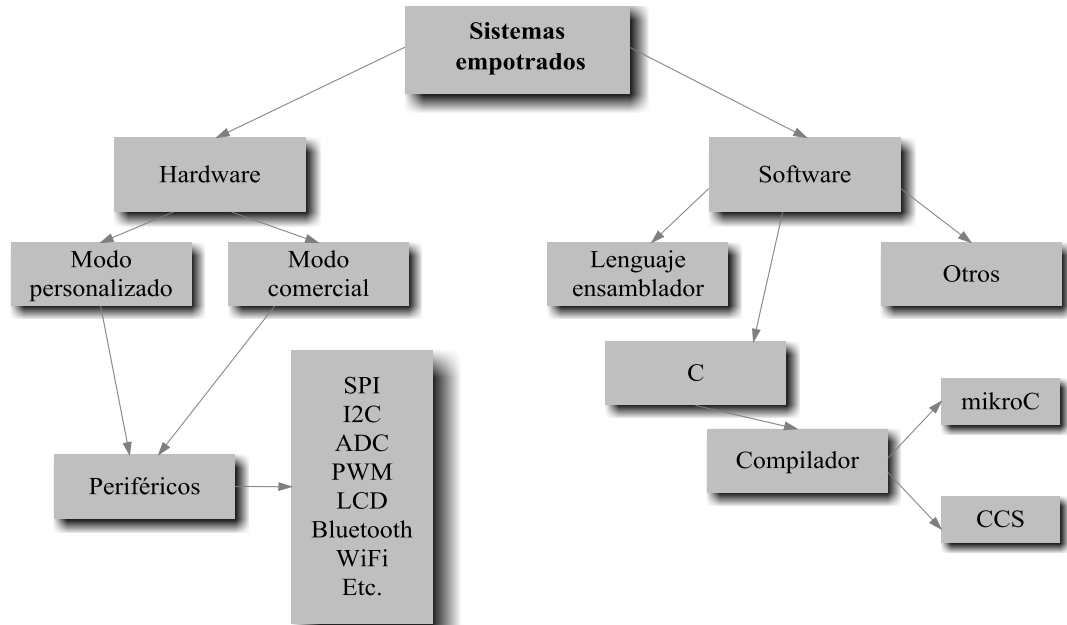 Sistemas
empotrados
Hardware
Software
Modo
personalizado
Modo
comercial
Lenguaje
ensamblador
Otros
C
SPI
I2C
ADC
PWM
LCD
Bluetooth
WiFi
Etc.
mikroC
Compilador
Periféricos
CCS